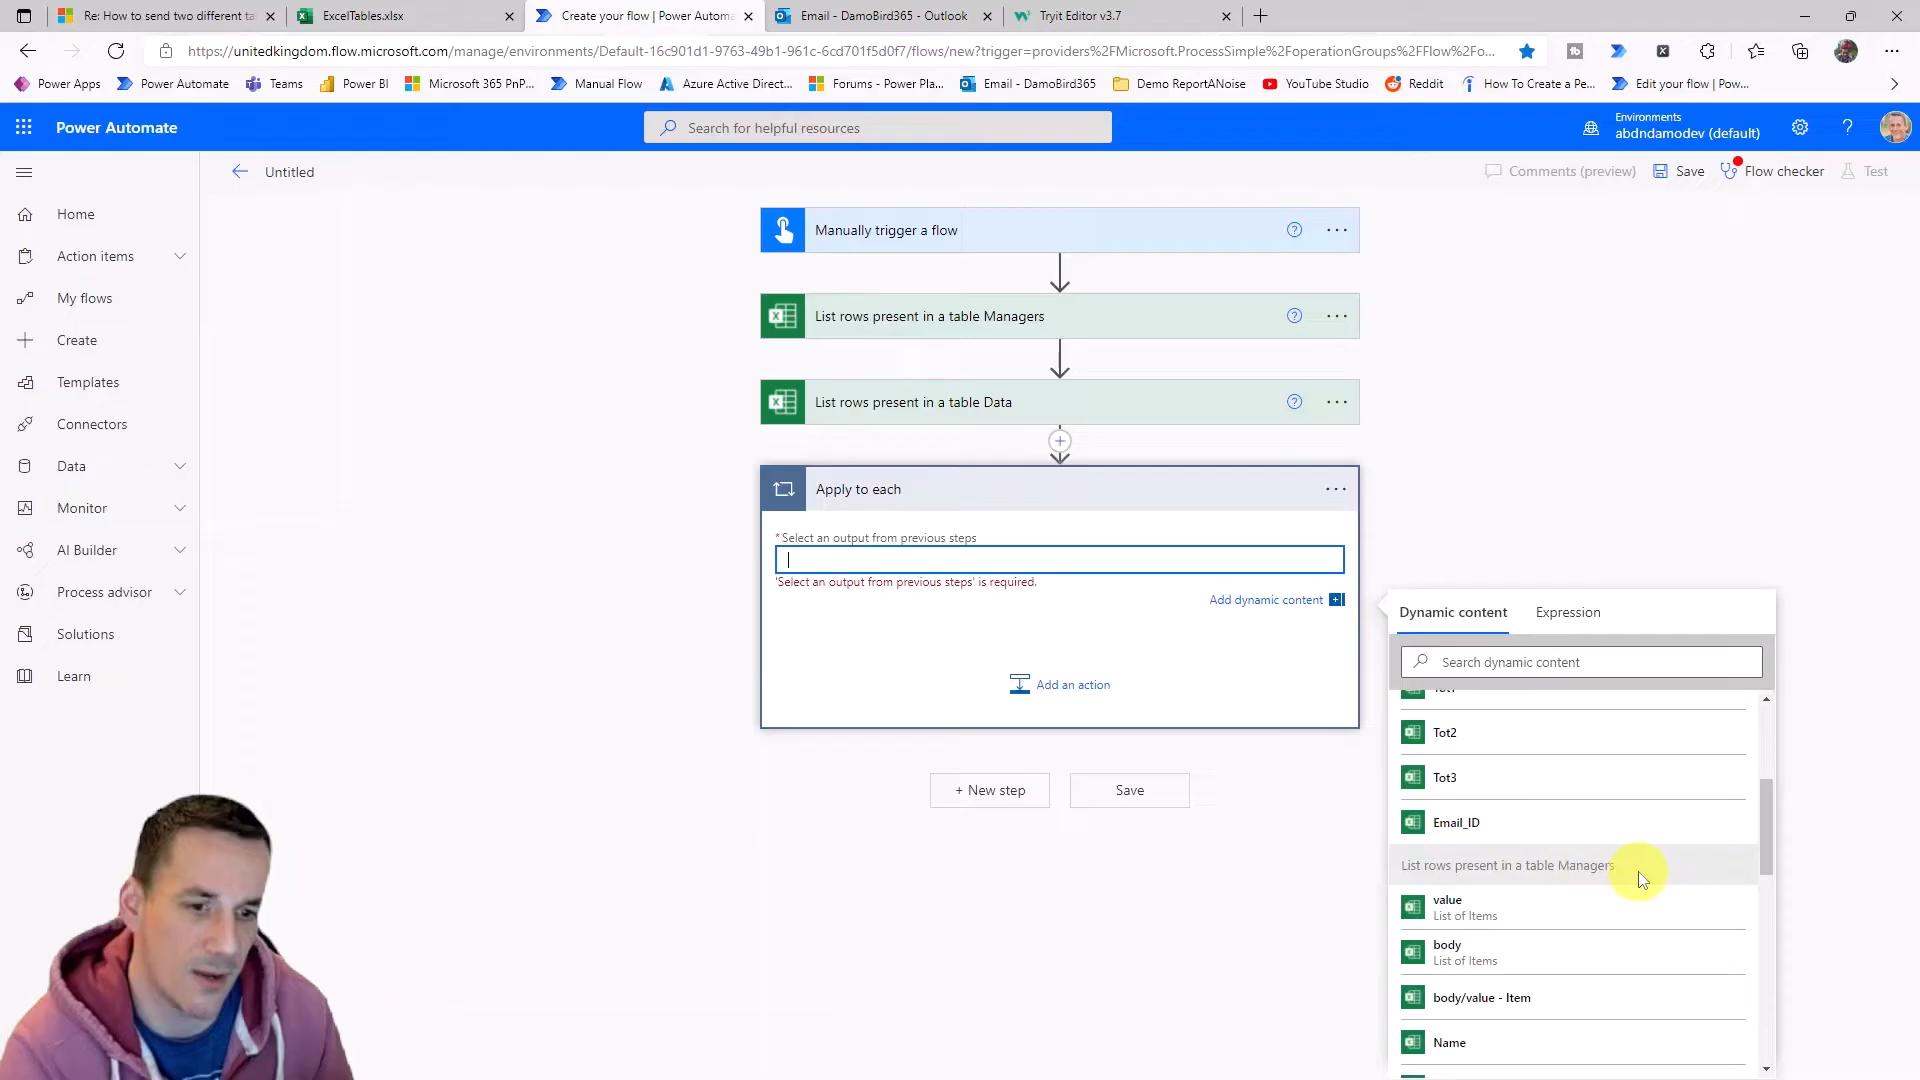 Re: How to send two different ta
ExcelTables.xlsx
Create your flow | Power Automa
Email - DamoBird365 - Outlook
Tryit Editor v3.7
https://unitedkingdom.flow.microsoft.com/manage/environments/Default-16c901d1-9763-49b1-961c-6cd701f5d0f7/flows/new?trigger=providers%2FMicrosoft.ProcessSimple%2FoperationGroups%2FFlow%2Fo...
Power Apps
Power Automate
Teams
Power BI
Microsoft 365 PnP...
Manual Flow
Azure Active Direct...
Forums - Power Pla...
Email - DamoBird365
Demo ReportANoise
YouTube Studio
Reddit
How To Create a Pe...
Edit your flow | Pow...
Power Automate
Search for helpful resources
Environments
abdndamodev (default)
Untitled
Comments (preview)
Save
Flow checker
Test
Home
Action items
My flows
Create
Templates
Connectors
Data
Monitor
AI Builder
Process advisor
Solutions
Learn
Manually trigger a flow
List rows present in a table Managers
List rows present in a table Data
Apply to each
*Select an output from previous steps
'Select an output from previous steps' is required.
Add dynamic content
Add an action
+ New step
Save
Dynamic content
Expression
Search dynamic content
Tot1
Tot2
Tot3
Email_ID
List rows present in a table Managers
value
List of Items
body
List of Items
body/value - Item
Name